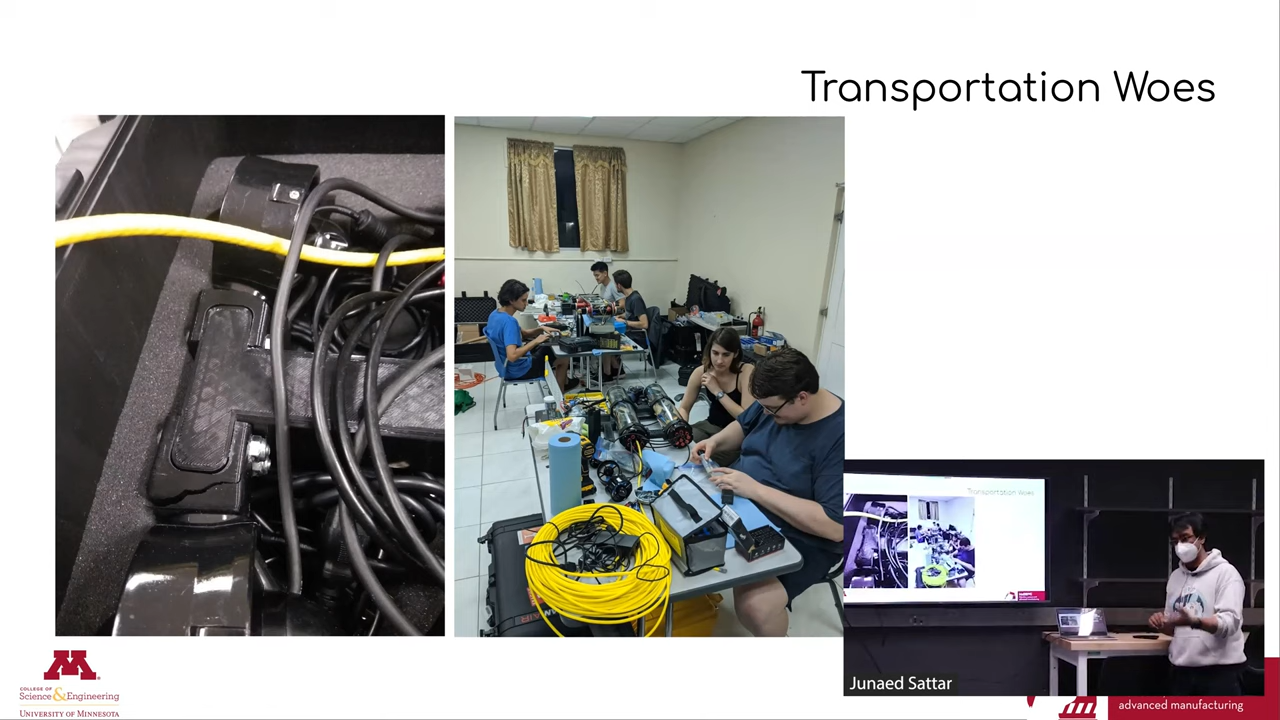 Transportation Woes
Transportation Woes
Junaed Sattar
M
COLLEGE OF
Science & Engineering
UNIVERSITY OF MINNESOTA
advanced manufacturing